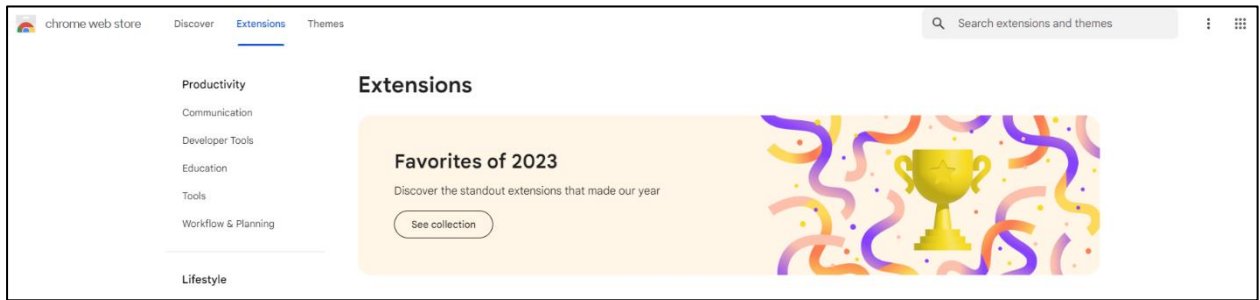 chrome web store Discover Extensions Themes Search extensions and themes
Productivity
Communication
Developer Tools
Education
Tools
Workflow & Planning
Lifestyle
Extensions
Favorites of 2023
Discover the standout extensions that made our year
See collection